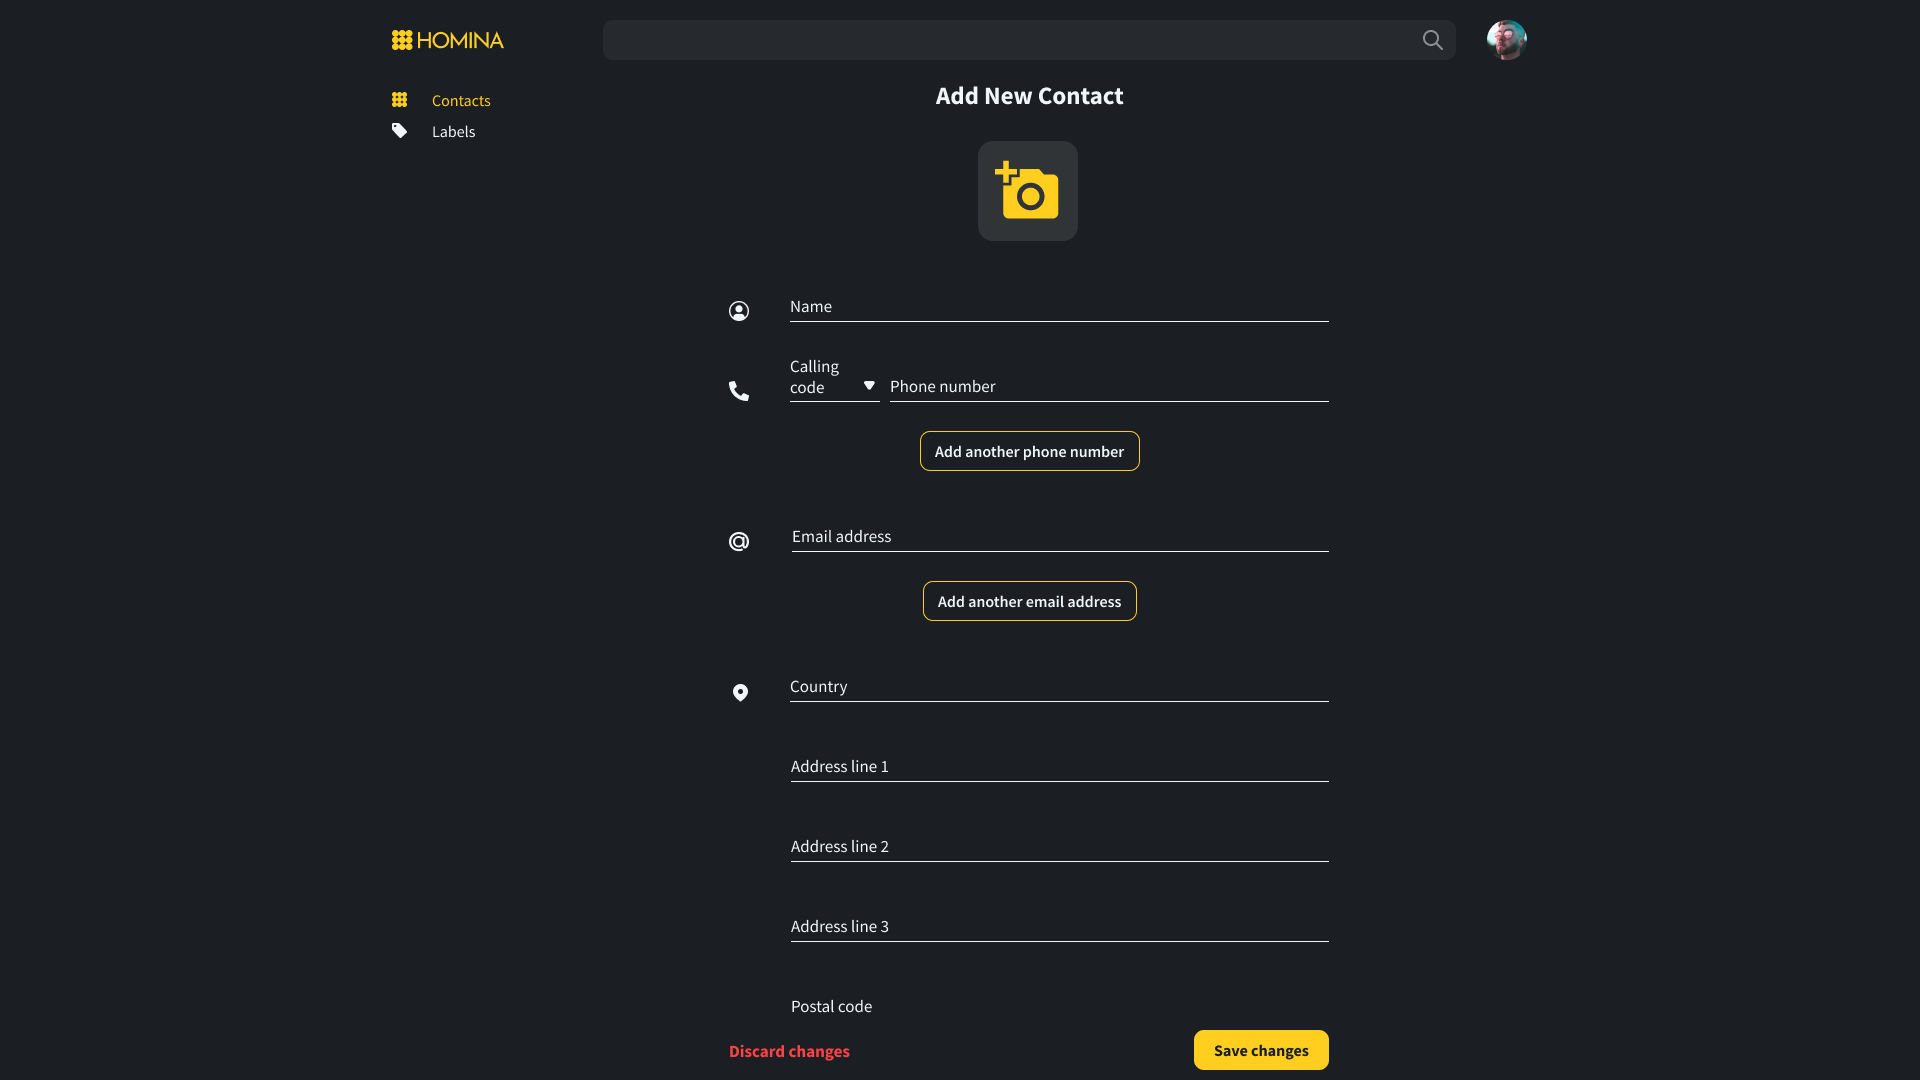 HOMINA
Contacts
Labels
Add New Contact
Name
Calling
code
Phone number
Add another phone number
Email address
Add another email address
Country
Address line 1
Address line 2
Address line 3
Postal code
Discard changes
Save changes